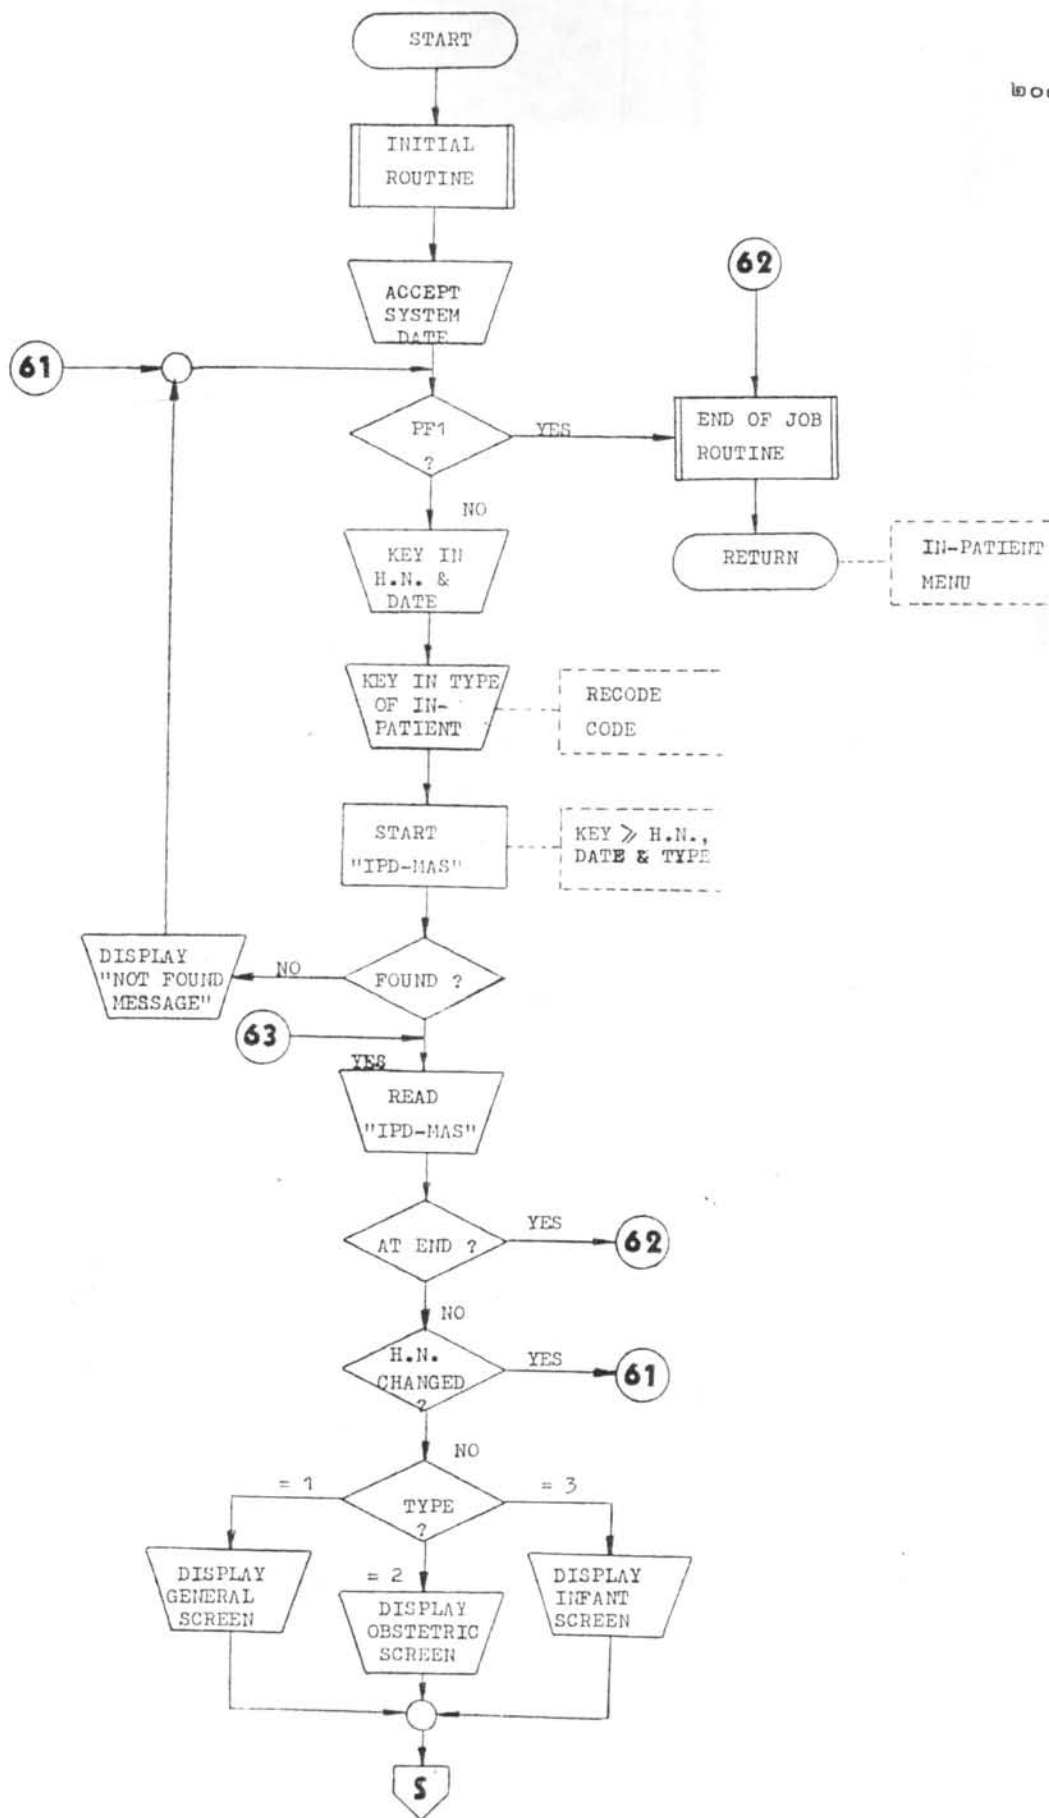 START
INITIAL
ROUTINE
ACCEPT
SYSTEM
DATE
62
61
PF1
?
YES
END OF JOB
ROUTINE
NO
KEY IN
H.N. &
DATE
RETURN
IN-PATIENT
MENU
KEY IN TYPE
OF IN-
PATIENT
RECODE
CODE
START
"IPD-MAS"
KEY ⩾ H.N.,
DATE & TYPE
DISPLAY
"NOT FOUND
MESSAGE"
NO
FOUND ?
63
YES
READ
"IPD-MAS"
AT END ?
YES
62
NO
H.N.
CHANGED
?
YES
61
NO
= 1
TYPE
?
= 3
DISPLAY
GENERAL
SCREEN
= 2
DISPLAY
OBSTETRIC
SCREEN
DISPLAY
INFANT
SCREEN
S